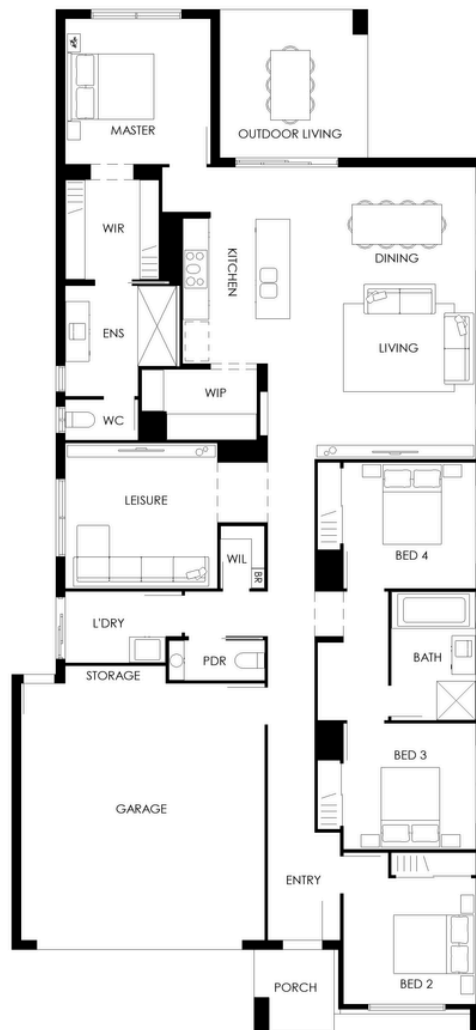 MASTER
OUTDOOR LIVING
WIR
KITCHEN
DINING
ENS
LIVING
WIP
WC
LEISURE
BED 4
WIL
BR
L'DRY
PDR
BATH
STORAGE
BED 3
GARAGE
ENTRY
BED 2
PORCH